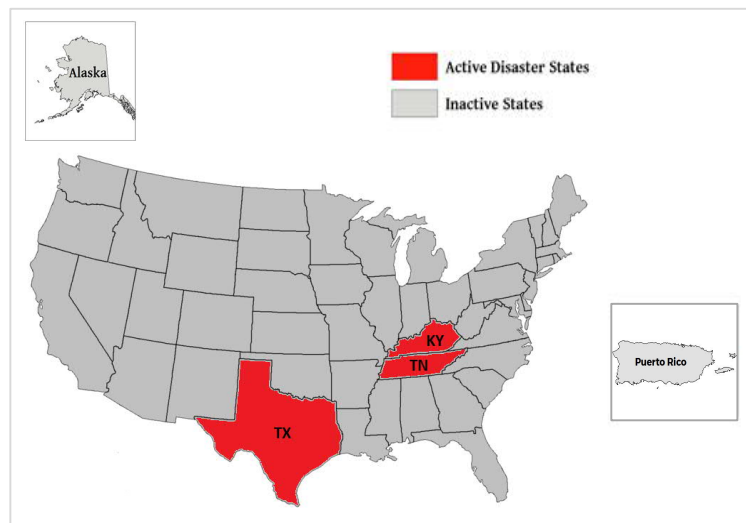 Alaska
Active Disaster States
Inactive States
KY
TN
TX
Puerto Rico